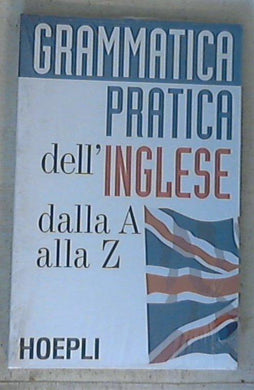 GRAMMATICA
PRATICA
dell'INGLESE
dalla A
alla Z
HOEPLI